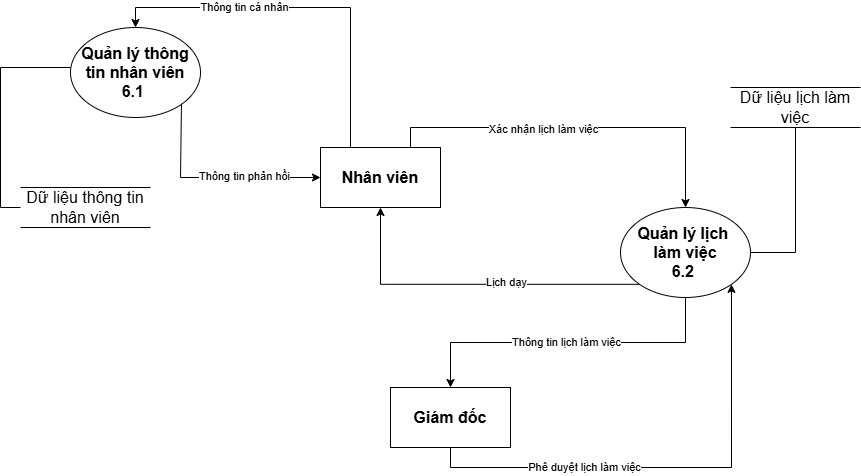 Thông tin cá nhân
Quản lý thông
tin nhân viên
6.1
Dữ liệu lịch làm
việc
Xác nhận lịch làm việc
Thông tin phản hồi
Nhân viên
Dữ liệu thông tin
nhân viên
Quản lý lịch
làm việc
6.2
Lịch dạy
Thông tin lịch làm việc
Giám đốc
Phê duyệt lịch làm việc